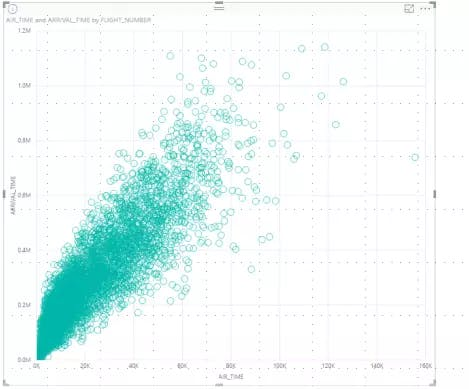 AIR_TIME and ARRIVAL_TIME by FLIGHT_NUMBER
1.2M
1.0M
0.8M
0.6M
0.4M
0.2M
0.0M
0K
20K
40K
60K
80K
100K
120K
140K
160K
ARRIVAL_TIME
AIR_TIME